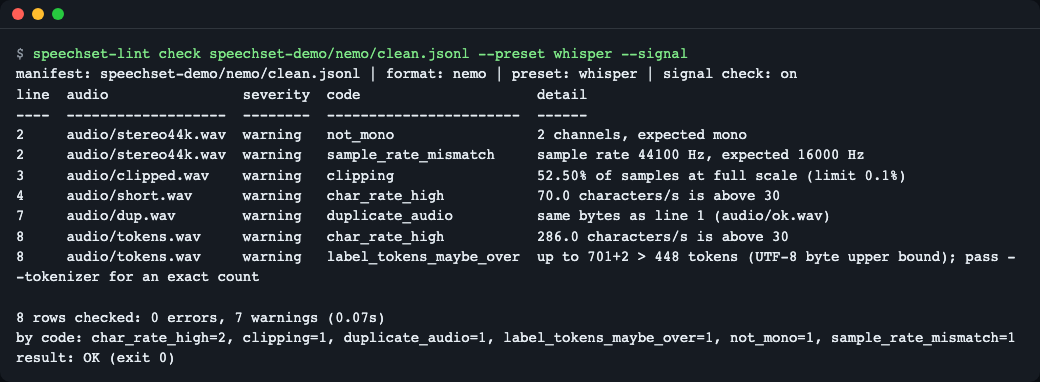 $ speechset-lint check speechset-demo/nemo/clean.jsonl --preset whisper --signal
manifest: speechset-demo/nemo/clean.jsonl | format: nemo | preset: whisper | signal check: on
line  audio                severity  code                     detail
----  -------------------  --------  -----------------------  ------
2     audio/stereo44k.wav  warning   not_mono                 2 channels, expected mono
2     audio/stereo44k.wav  warning   sample_rate_mismatch     sample rate 44100 Hz, expected 16000 Hz
3     audio/clipped.wav    warning   clipping                 52.50% of samples at full scale (limit 0.1%)
4     audio/short.wav      warning   char_rate_high           70.0 characters/s is above 30
7     audio/dup.wav        warning   duplicate_audio          same bytes as line 1 (audio/ok.wav)
8     audio/tokens.wav     warning   char_rate_high           286.0 characters/s is above 30
8     audio/tokens.wav     warning   label_tokens_maybe_over  up to 701+2 > 448 tokens (UTF-8 byte upper bound); pass -
-tokenizer for an exact count
8 rows checked: 0 errors, 7 warnings (0.07s)
by code: char_rate_high=2, clipping=1, duplicate_audio=1, label_tokens_maybe_over=1, not_mono=1, sample_rate_mismatch=1
result: OK (exit 0)